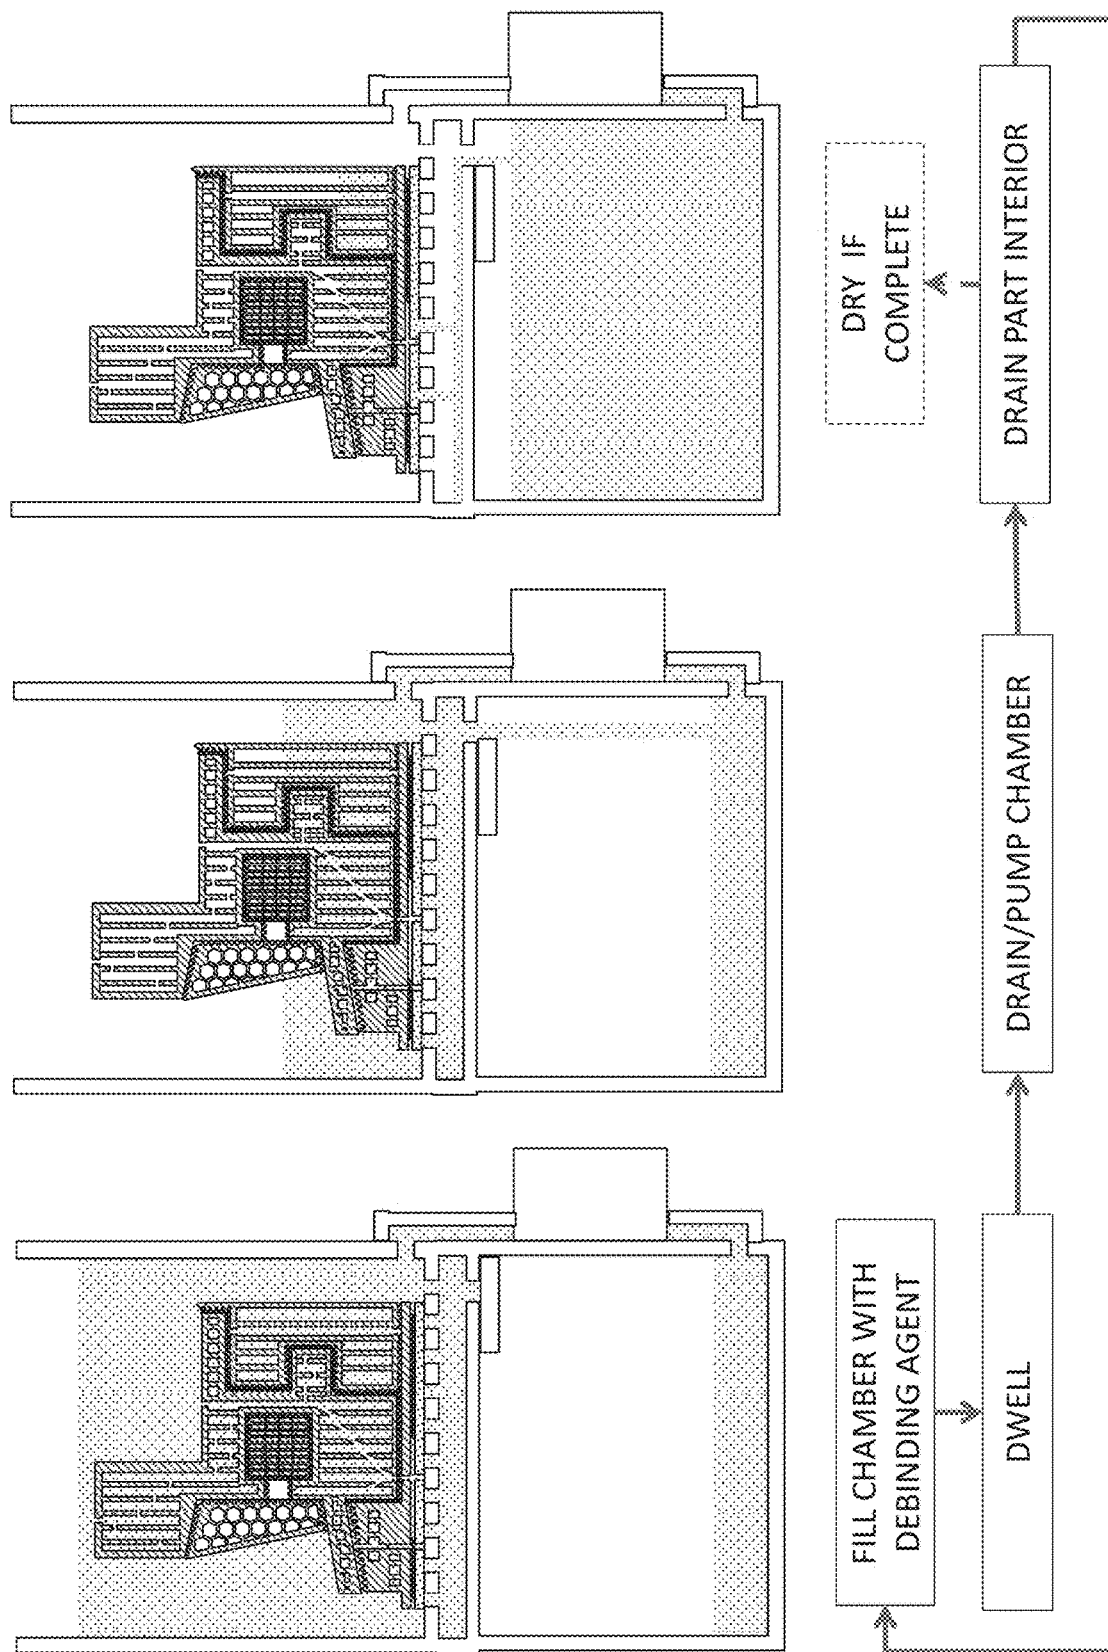 FILL CHAMBER WITH
DEBINDING AGENT
DWELL
DRAIN/PUMP CHAMBER
DRAIN PART INTERIOR
DRY IF
COMPLETE